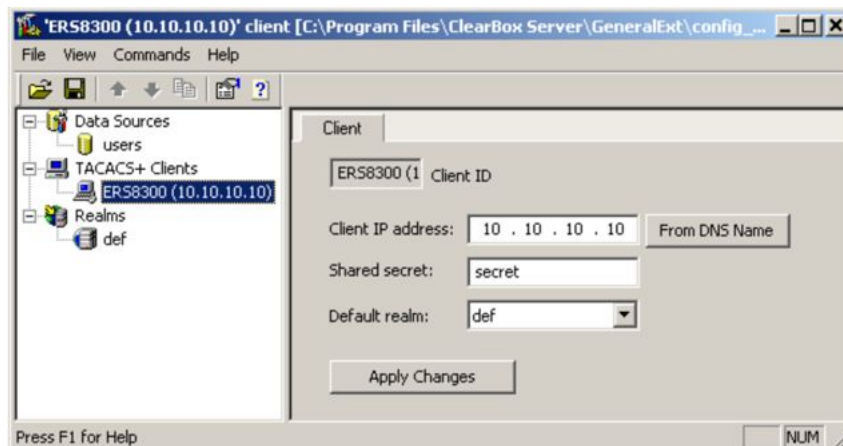 'ERS8300 (10.10.10.10)' client [C:\Program Files\ClearBox Server\GeneralExt\config_...
File View Commands Help
Data Sources
users
TACACS+ Clients
ERS8300 (10.10.10.10)
Realms
def
Client
ERS8300 (1 Client ID
Client IP address: 10 . 10 . 10 . 10 From DNS Name
Shared secret: secret
Default realm: def
Apply Changes
Press F1 for Help NUM